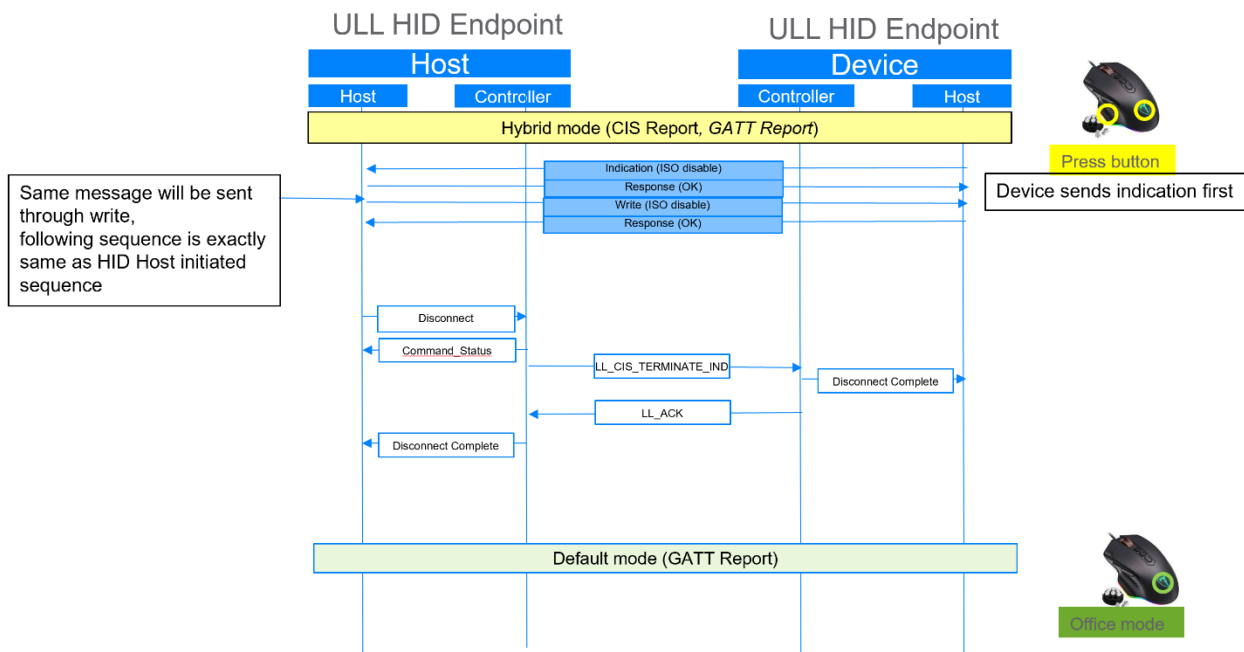 ULL HID Endpoint
ULL HID Endpoint
Host
Device
Host
Controller
Controller
Host
Hybrid mode (CIS Report, GATT Report)
Press button
Device sends indication first
Indication (ISO disable)
Response (OK)
Write (ISO disable)
Response (OK)
Same message will be sent
through write,
following sequence is exactly
same as HID Host initiated
sequence
Disconnect
Command_Status
LL_CIS_TERMINATE_IND
Disconnect Complete
LL_ACK
Disconnect Complete
Default mode (GATT Report)
Office mode